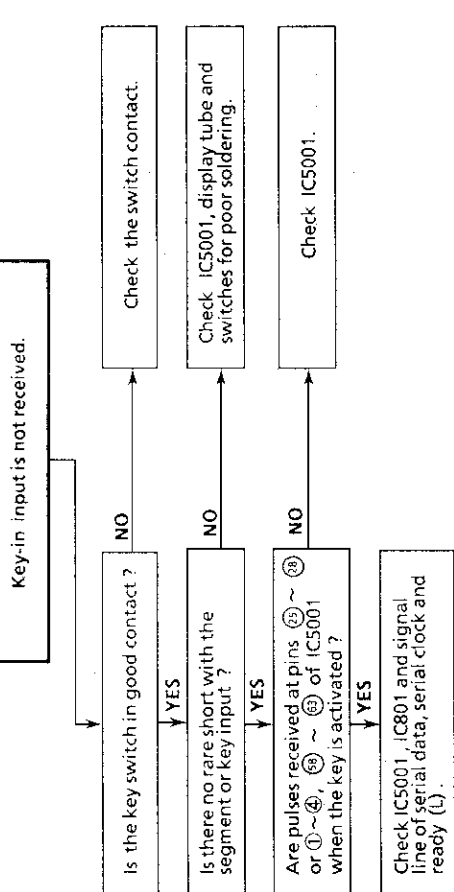 Key-in input is not received.
Is the key switch in good contact ?
NO
Check the switch contact.
YES
Is there no rare short with the
segment or key input ?
NO
Check IC5001, display tube and
switches for poor soldering.
YES
Are pulses received at pins ㉕ ~ ㉘
or ① ~ ④, 58 ~ 63 of IC5001
when the key is activated ?
NO
Check IC5001.
YES
Check IC5001, IC801 and signal
line of serial data, serial clock and
ready (L).